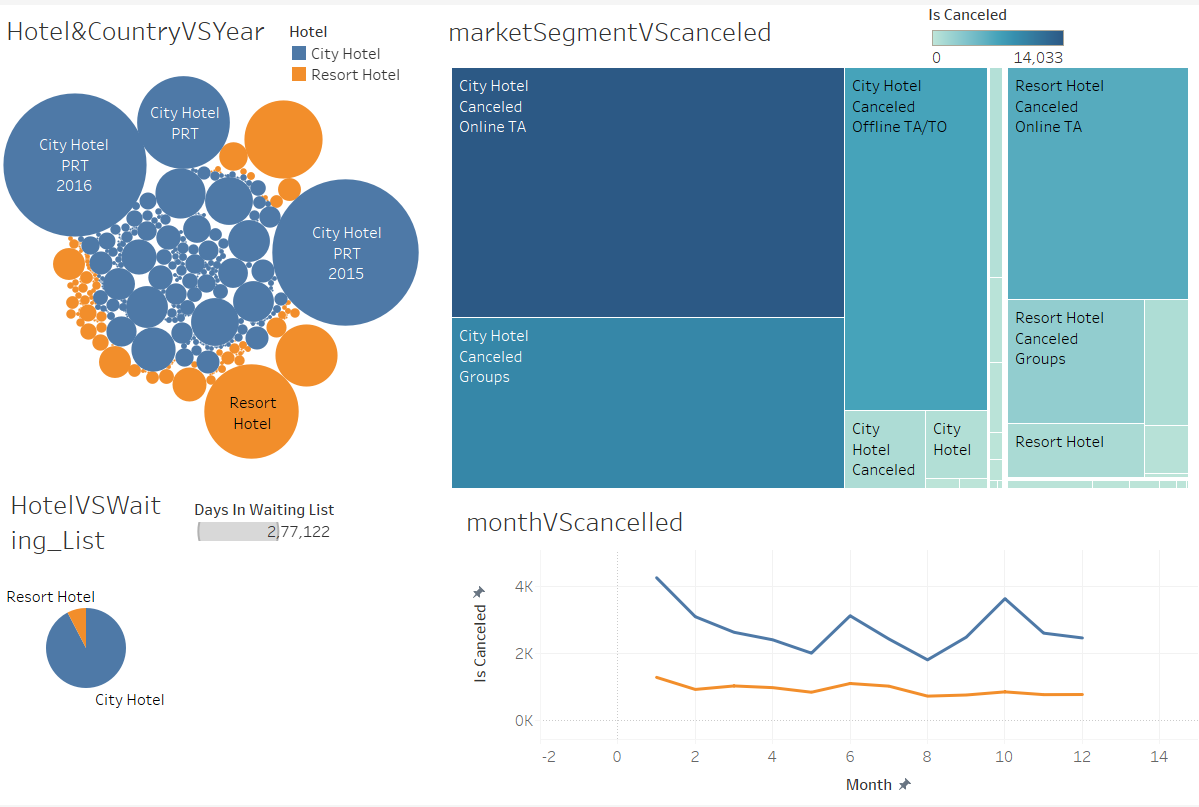 Hotel&CountryVSYear
Hotel
City Hotel
Resort Hotel
City Hotel
PRT
2016
City Hotel
PRT
City Hotel
PRT
2015
Resort
Hotel
marketSegmentVScanceled
Is Canceled
0 14,033
City Hotel
Canceled
Online TA
City Hotel
Canceled
Groups
City Hotel
Canceled
Offline TA/TO
City
Hotel
Canceled
City
Hotel
Resort Hotel
Canceled
Online TA
Resort Hotel
Canceled
Groups
Resort Hotel
HotelVSWait
ing_List
Days In Waiting List
2,77,122
Resort Hotel
City Hotel
monthVScancelled
Is Canceled
4K
2K
0K
-2 0 2 4 6 8 10 12 14
Month